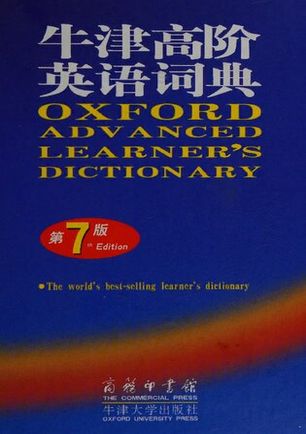 牛津高阶
英语词典
OXFORD
ADVANCED
LEARNER'S
DICTIONARY
第7版
th Edition
The world's best-selling learner's dictionary
商務印書館
THE COMMERCIAL PRESS
牛津大学出版社
OXFORD UNIVERSITY PRESS